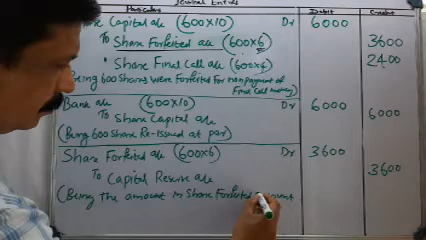 Journal Entries
Particulars Debit Credit
Share Capital a/c (600×10) Dr 6000
To Share Forfeited a/c (600×6) 3600
" Share Final Call a/c (600×4) 2400
(Being 600 Shares were Forfeited for non payment of
Final Call money)
Bank a/c (600×10) Dr 6000
To Share Capital a/c 6000
(Being 600 Share Re-issued at par)
Share Forfeited a/c (600×6) Dr 3600
To Capital Reserve a/c 3600
(Being The amount in Share Forfeited account